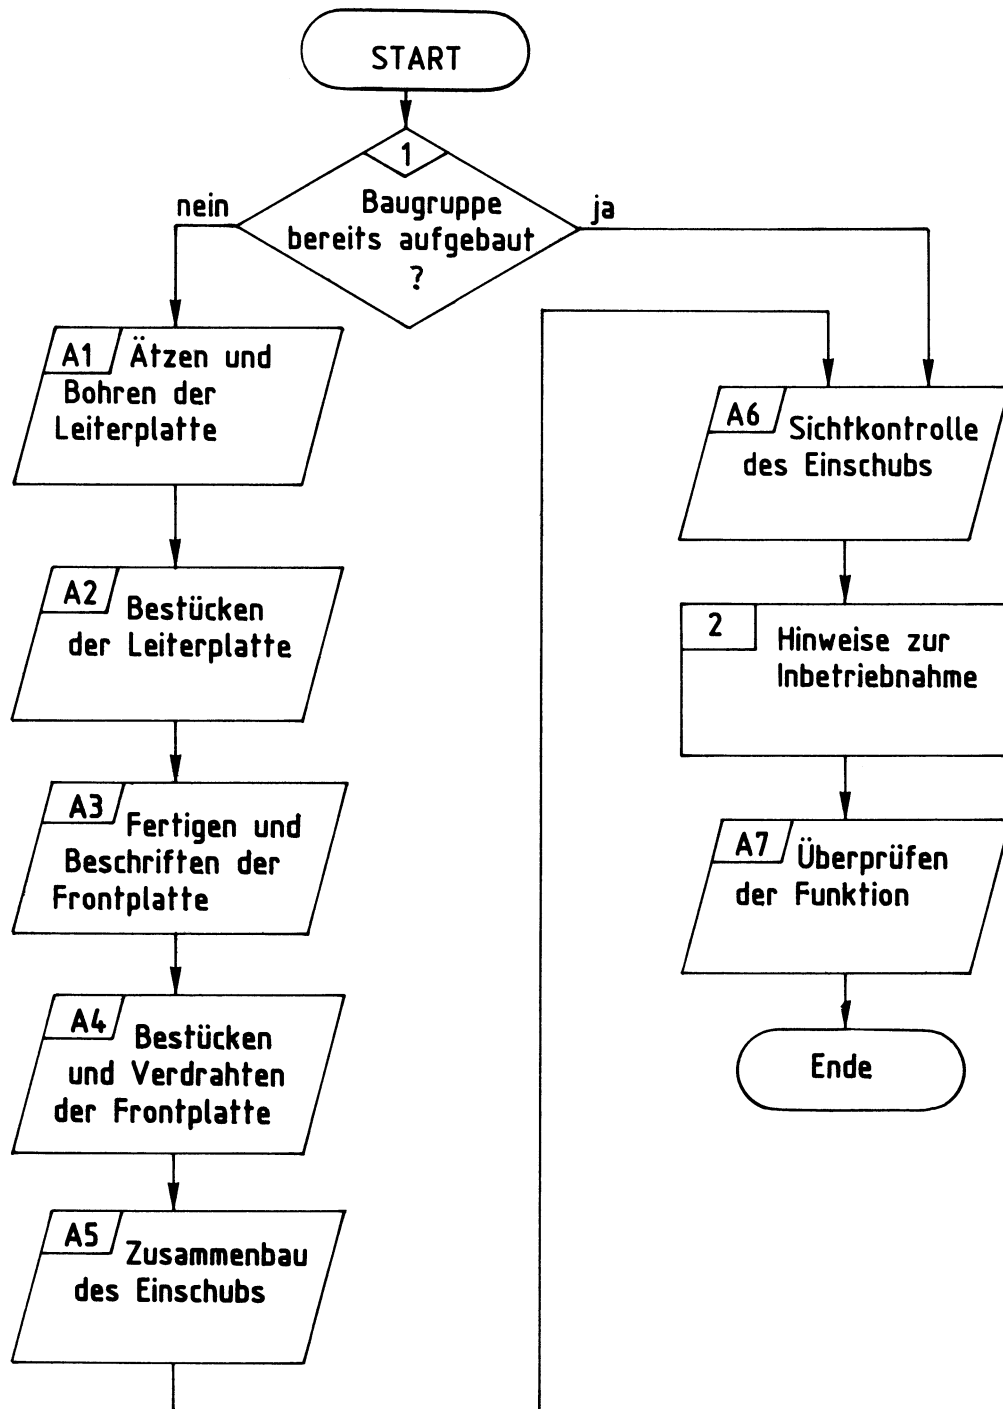 START
1
Baugruppe
bereits aufgebaut
?
nein
ja
A1 Ätzen und
Bohren der
Leiterplatte
A2 Bestücken
der Leiterplatte
A3 Fertigen und
Beschriften der
Frontplatte
A4 Bestücken
und Verdrahten
der Frontplatte
A5 Zusammenbau
des Einschubs
A6 Sichtkontrolle
des Einschubs
2 Hinweise zur
Inbetriebnahme
A7 Überprüfen
der Funktion
Ende